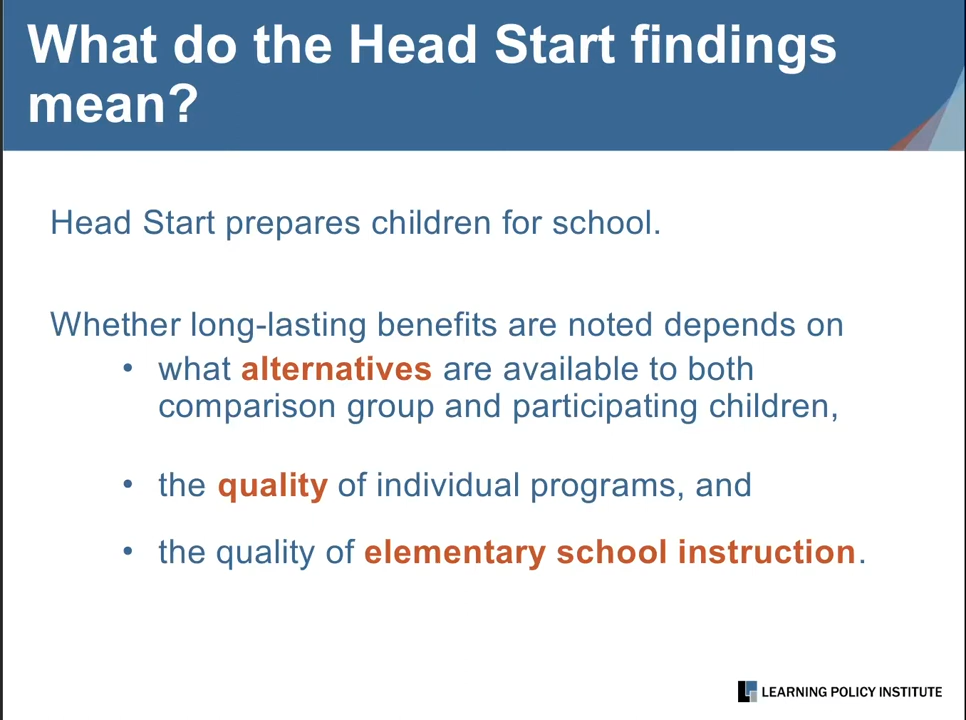 What do the Head Start findings
mean?
Head Start prepares children for school.
Whether long-lasting benefits are noted depends on
• what alternatives are available to both
comparison group and participating children,
• the quality of individual programs, and
• the quality of elementary school instruction.
LEARNING POLICY INSTITUTE